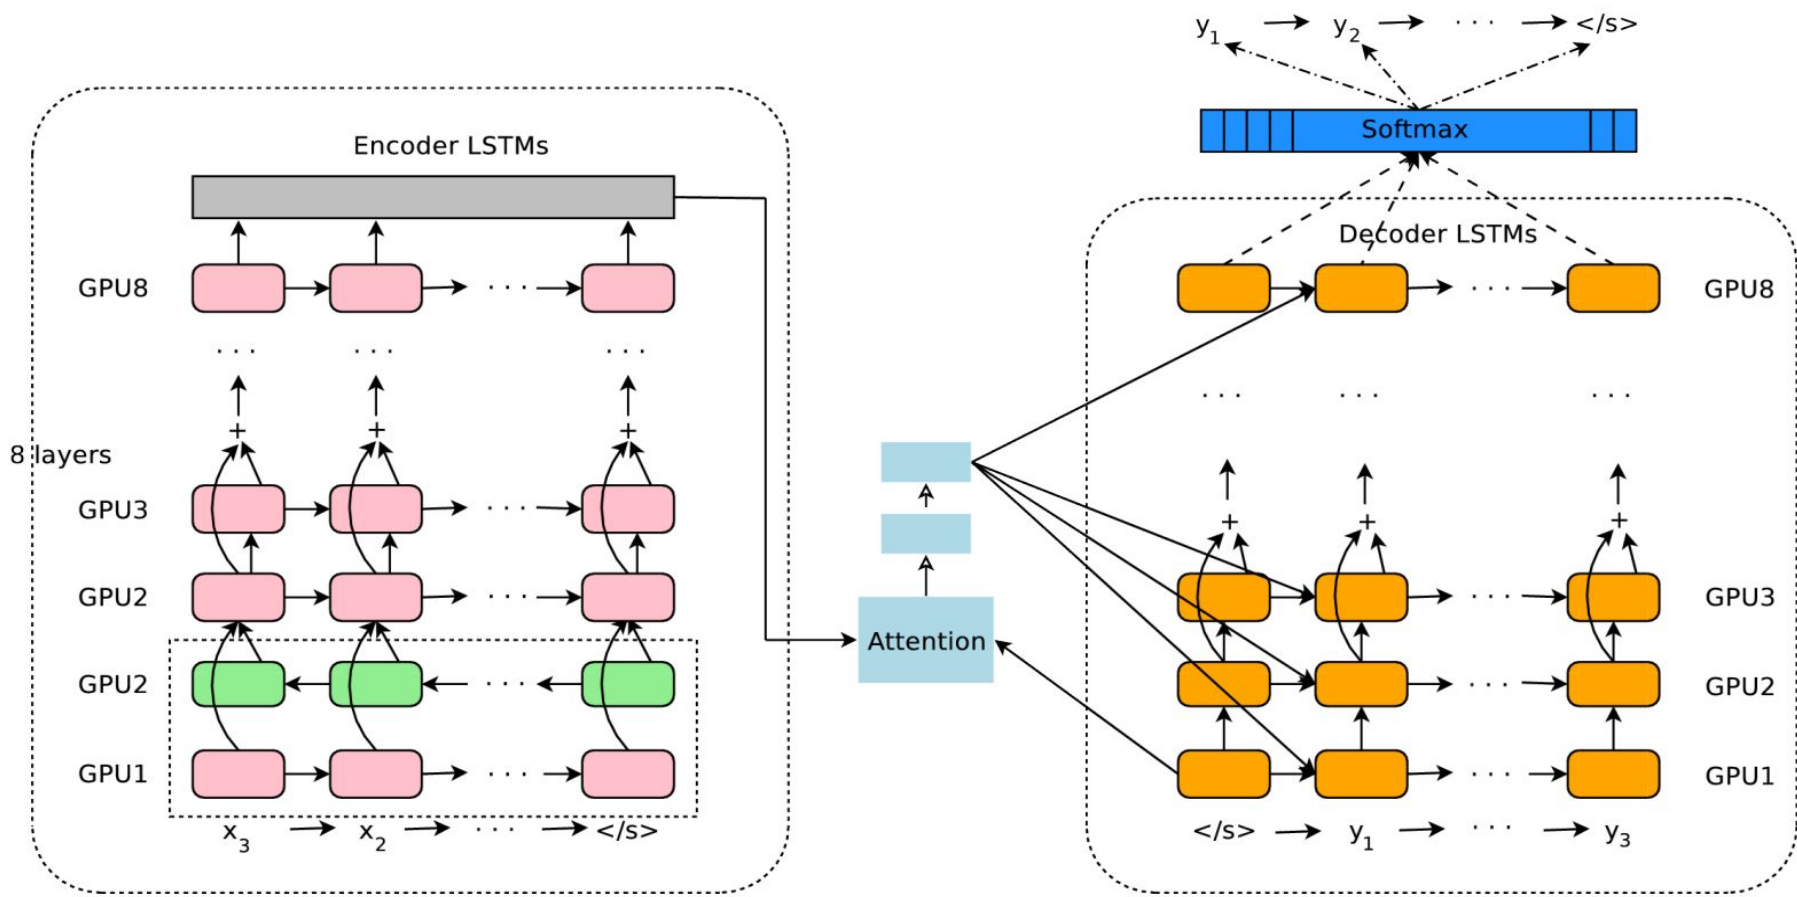 y1 y2 . . . </s>
Softmax
Encoder LSTMs
Decoder LSTMs
GPU8
GPU8
. . . . . . . . .
. . . . . . . . .
+ + +
8 layers
GPU3
+ + +
GPU2
GPU3
Attention
GPU2
GPU2
GPU1
GPU1
x3 x2 . . . </s>
</s> y1 . . . y3